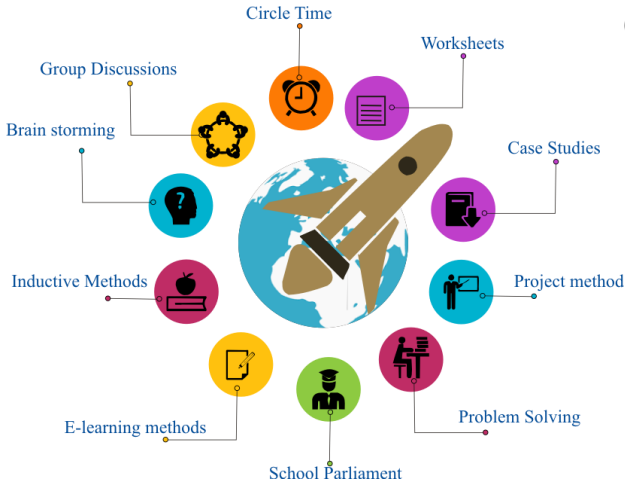 Circle Time
Worksheets
Group Discussions
Brain storming
Case Studies
?
Inductive Methods
Project method
E-learning methods
Problem Solving
School Parliament